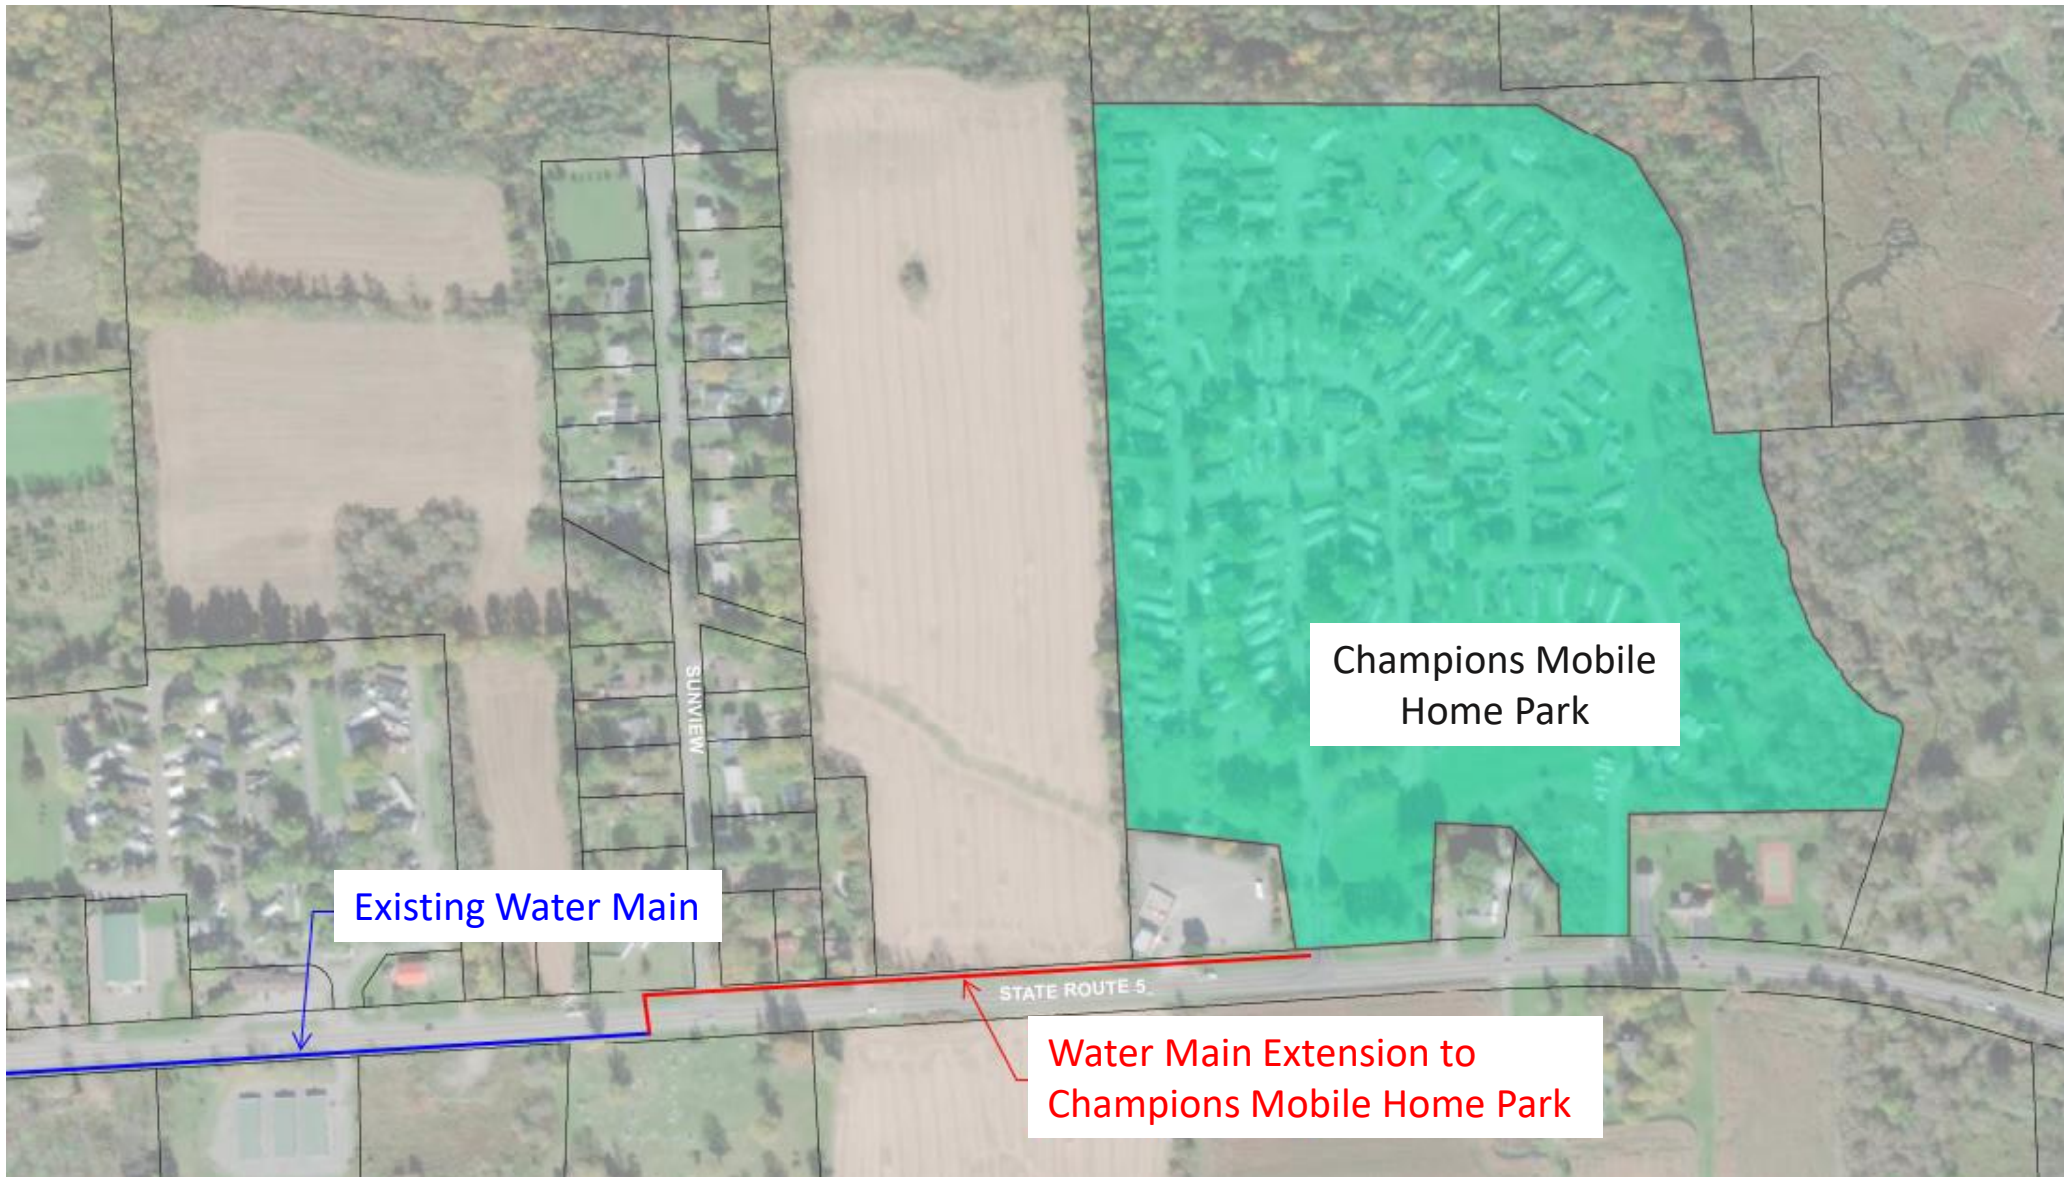 Champions Mobile
Home Park
SUNVIEW
Existing Water Main
STATE ROUTE 5
Water Main Extension to
Champions Mobile Home Park